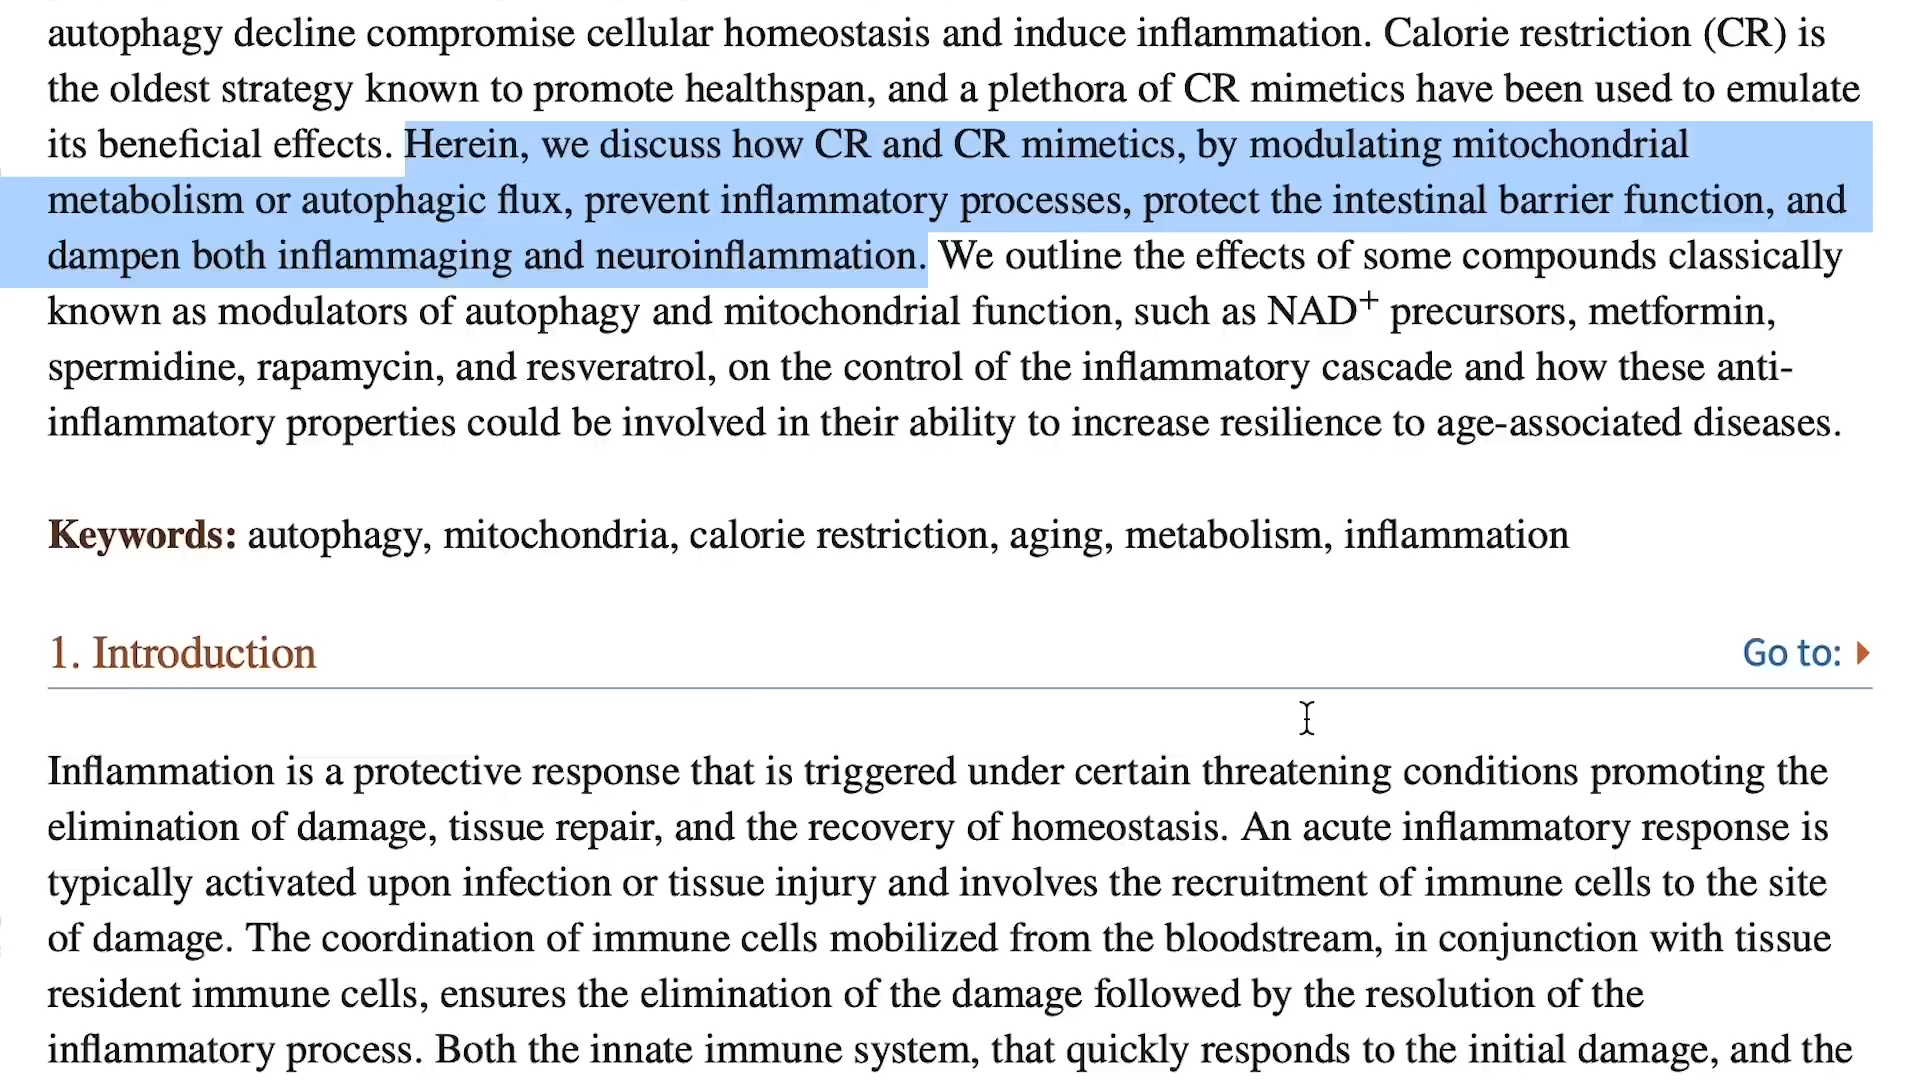 autophagy decline compromise cellular homeostasis and induce inflammation. Calorie restriction (CR) is
the oldest strategy known to promote healthspan, and a plethora of CR mimetics have been used to emulate
its beneficial effects. Herein, we discuss how CR and CR mimetics, by modulating mitochondrial
metabolism or autophagic flux, prevent inflammatory processes, protect the intestinal barrier function, and
dampen both inflammaging and neuroinflammation. We outline the effects of some compounds classically
known as modulators of autophagy and mitochondrial function, such as NAD⁺ precursors, metformin,
spermidine, rapamycin, and resveratrol, on the control of the inflammatory cascade and how these anti-
inflammatory properties could be involved in their ability to increase resilience to age-associated diseases.
Keywords: autophagy, mitochondria, calorie restriction, aging, metabolism, inflammation
1. Introduction Go to:
Inflammation is a protective response that is triggered under certain threatening conditions promoting the
elimination of damage, tissue repair, and the recovery of homeostasis. An acute inflammatory response is
typically activated upon infection or tissue injury and involves the recruitment of immune cells to the site
of damage. The coordination of immune cells mobilized from the bloodstream, in conjunction with tissue
resident immune cells, ensures the elimination of the damage followed by the resolution of the
inflammatory process. Both the innate immune system, that quickly responds to the initial damage, and the